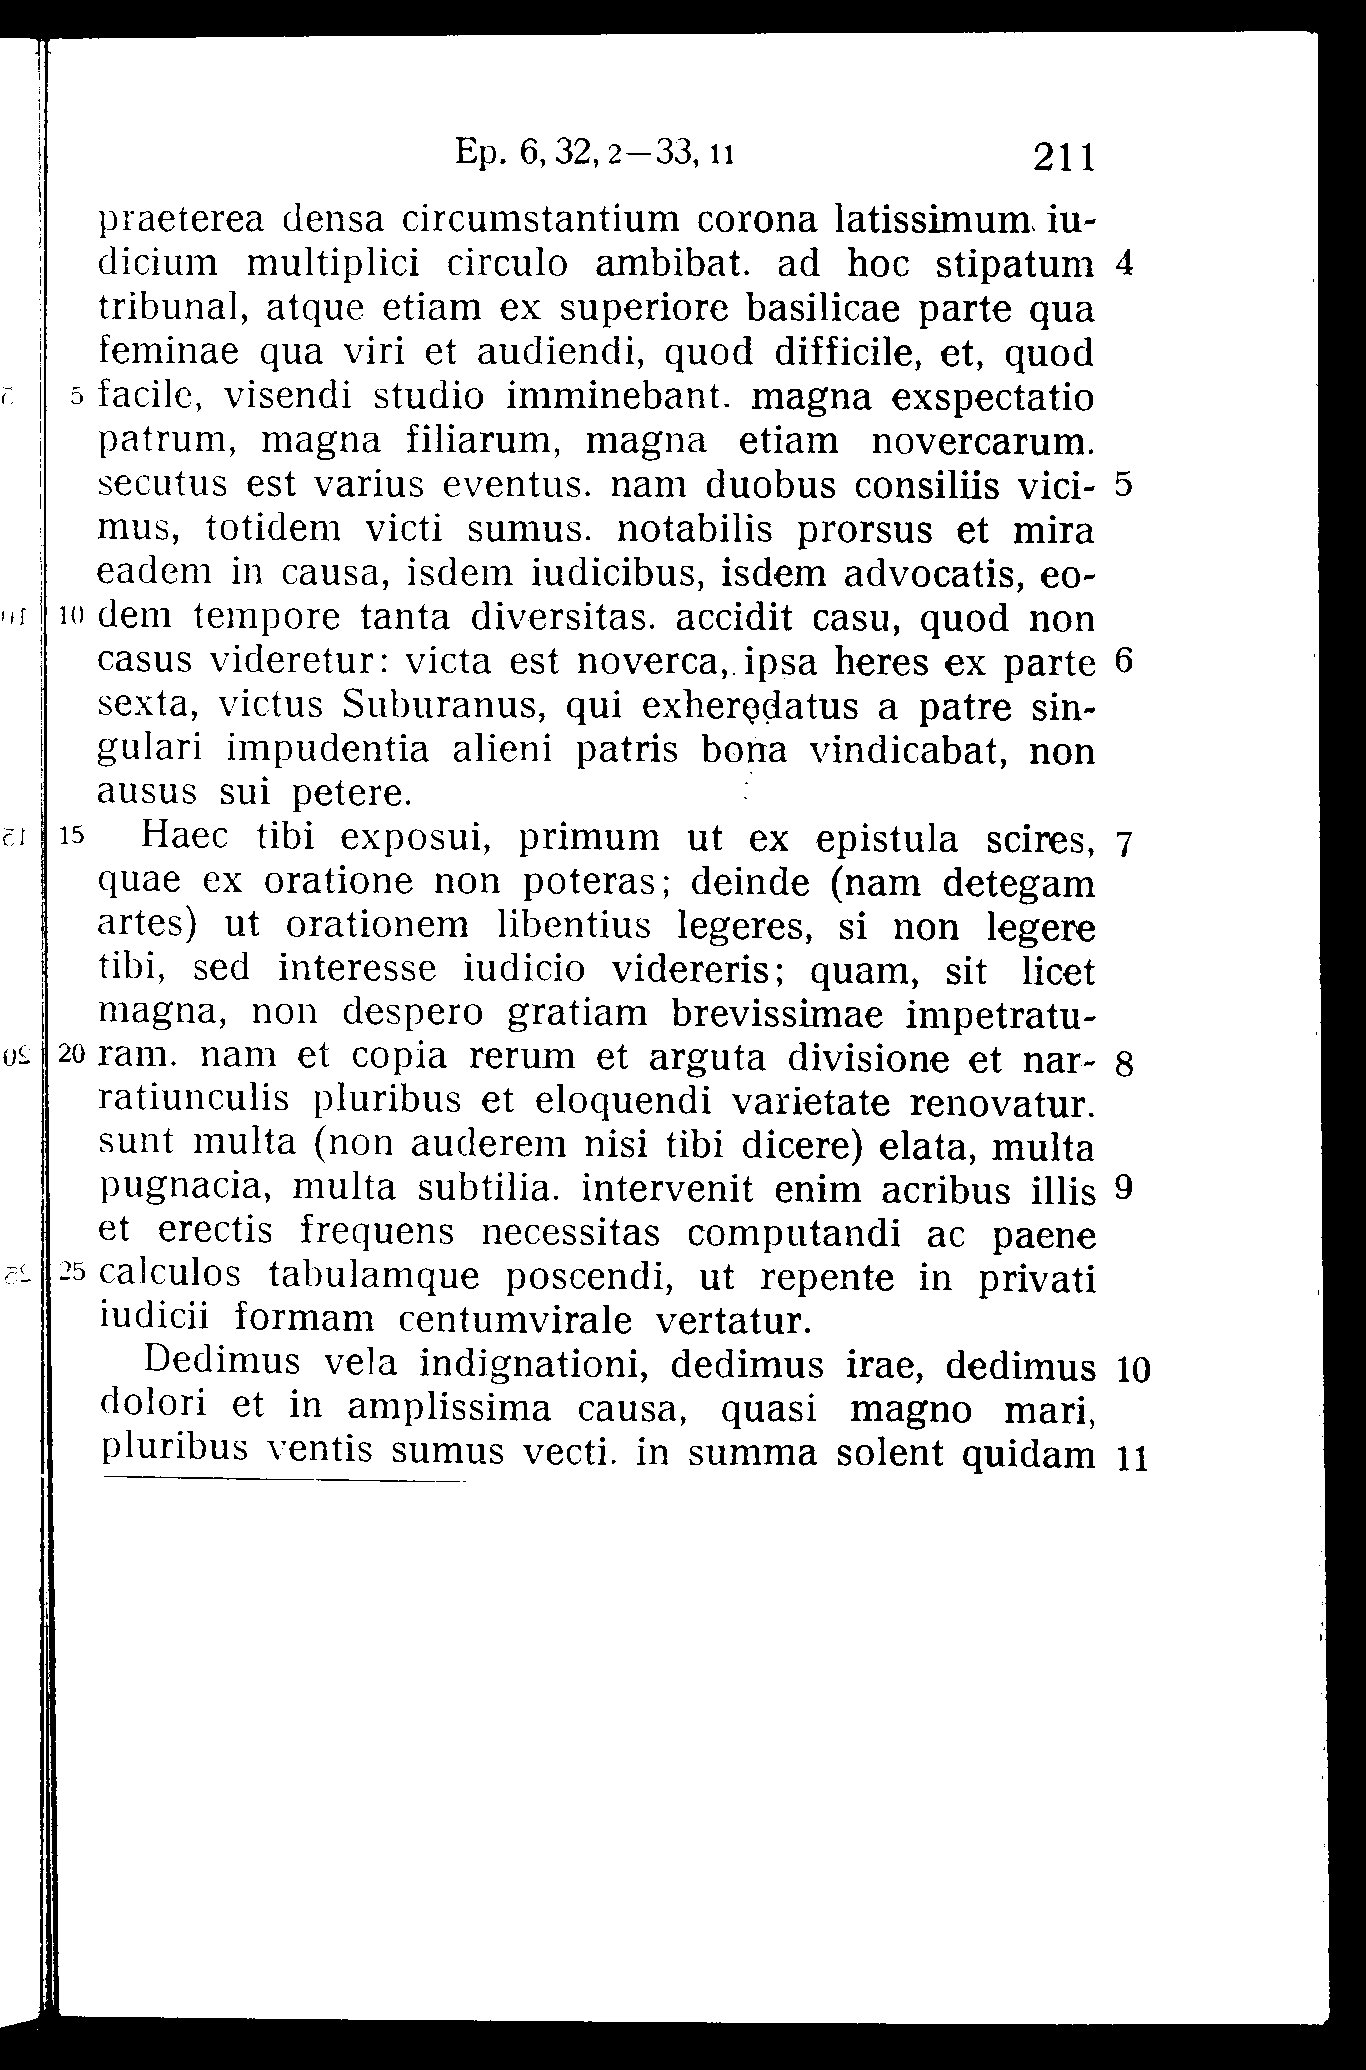 Ep. 6, 32, 2—33, 11 211
praeterea densa circumstantium corona latissimum iu-
dicium multiplici circulo ambibat. ad hoc stipatum 4
tribunal, atque etiam ex superiore basilicae parte qua
feminae qua viri et audiendi, quod difficile, et, quod
5 facile, visendi studio imminebant. magna exspectatio
patrum, magna filiarum, magna etiam novercarum.
secutus est varius eventus. nam duobus consiliis vici- 5
mus, totidem victi sumus. notabilis prorsus et mira
eadem in causa, isdem iudicibus, isdem advocatis, eo-
10 dem tempore tanta diversitas. accidit casu, quod non
casus videretur: victa est noverca, ipsa heres ex parte 6
sexta, victus Suburanus, qui exheredatus a patre sin-
gulari impudentia alieni patris bona vindicabat, non
ausus sui petere.
15 Haec tibi exposui, primum ut ex epistula scires, 7
quae ex oratione non poteras; deinde (nam detegam
artes) ut orationem libentius legeres, si non legere
tibi, sed interesse iudicio videreris; quam, sit licet
magna, non despero gratiam brevissimae impetratu-
20 ram. nam et copia rerum et arguta divisione et nar- 8
ratiunculis pluribus et eloquendi varietate renovatur.
sunt multa (non auderem nisi tibi dicere) elata, multa
pugnacia, multa subtilia. intervenit enim acribus illis 9
et erectis frequens necessitas computandi ac paene
25 calculos tabulamque poscendi, ut repente in privati
iudicii formam centumvirale vertatur.
Dedimus vela indignationi, dedimus irae, dedimus 10
dolori et in amplissima causa, quasi magno mari,
pluribus ventis sumus vecti. in summa solent quidam 11